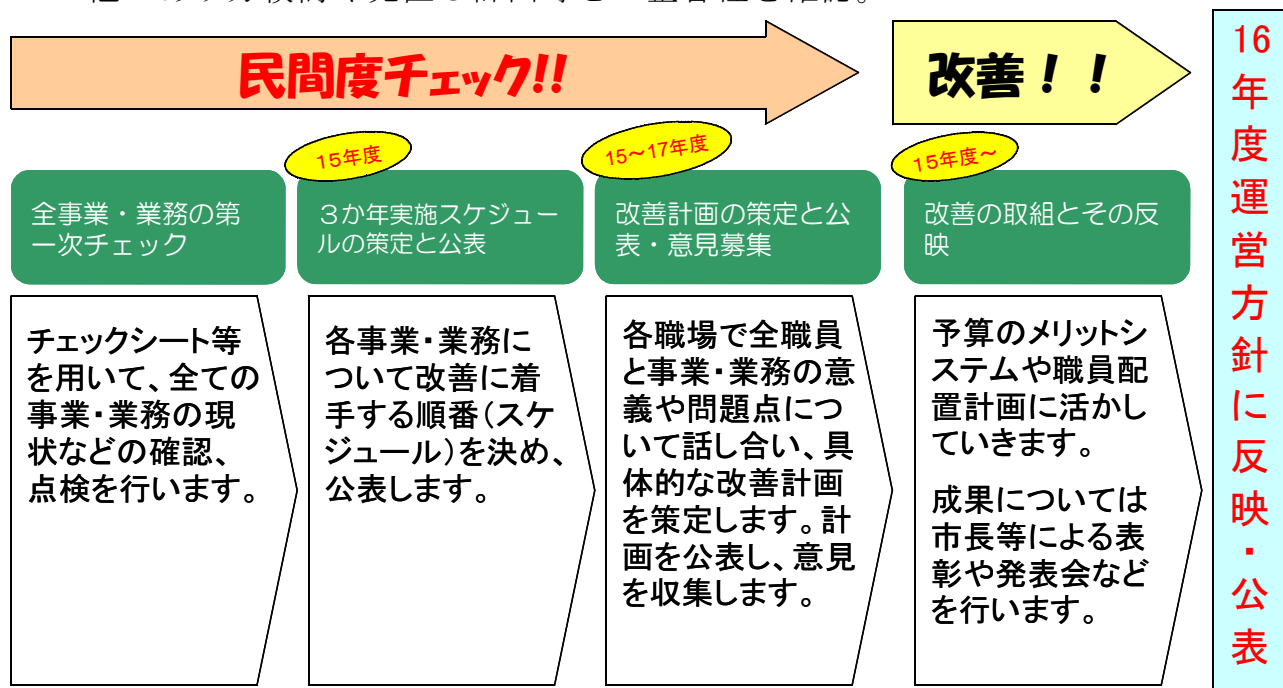 民間度チェック!!
改善！！
15年度
15～17年度
15年度～
全事業・業務の第
一次チェック
３か年実施スケジュー
ルの策定と公表
改善計画の策定と公
表・意見募集
改善の取組とその反
映
チェックシート等
を用いて、全ての
事業・業務の現
状などの確認、
点検を行います。
各事業・業務に
ついて改善に着
手する順番（スケ
ジュール）を決め、
公表します。
各職場で全職員
と事業・業務の意
義や問題点につ
いて話し合い、具
体的な改善計画
を策定します。計
画を公表し、意見
を収集します。
予算のメリットシ
ステムや職員配
置計画に活かし
ていきます。
成果については
市長等による表
彰や発表会など
を行います。
16年度運営方針に反映・公表